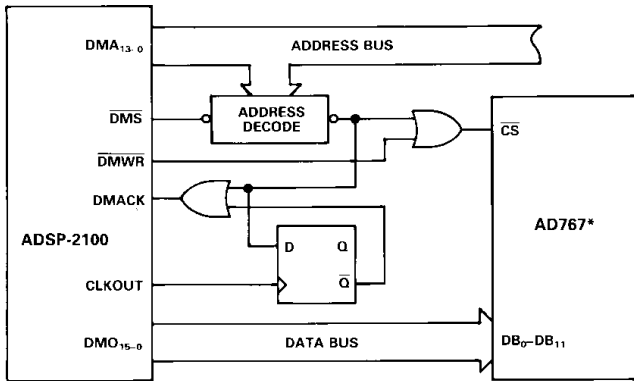 DMA13-0
ADDRESS BUS
DMS
ADDRESS
DECODE
CS
DMWR
DMACK
ADSP-2100
AD767*
D
Q
Q
CLKOUT
DMO15-0
DATA BUS
DB0-DB11